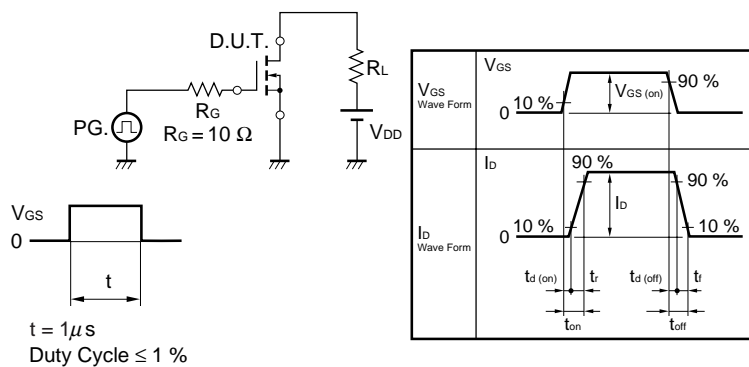 D.U.T.
RL
RG
PG.
RG = 10 Ω
VDD
VGS
0
t
t = 1μ s
Duty Cycle ≤ 1 %
VGS
Wave Form
VGS
10 %
0
VGS (on)
90 %
ID
Wave Form
ID
90 %
90 %
ID
10 %
0
10 %
td (on)
tr
td (off)
tf
ton
toff